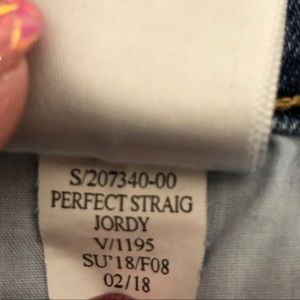 S/207340-00
PERFECT STRAIG
JORDY
V/1195
SU'18/F08
02/18